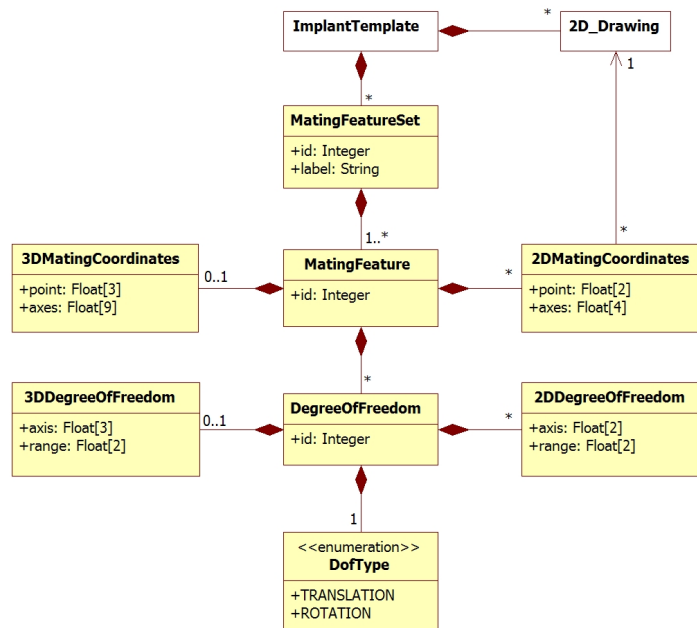 ImplantTemplate
*
2D_Drawing
1
*
MatingFeatureSet
+id: Integer
+label: String
1..*
*
3DMatingCoordinates
+point: Float[3]
+axes: Float[9]
0..1
MatingFeature
+id: Integer
*
2DMatingCoordinates
+point: Float[2]
+axes: Float[4]
*
3DDegreeOfFreedom
+axis: Float[3]
+range: Float[2]
0..1
DegreeOfFreedom
+id: Integer
*
2DDegreeOfFreedom
+axis: Float[2]
+range: Float[2]
1
<<enumeration>>
DofType
+TRANSLATION
+ROTATION